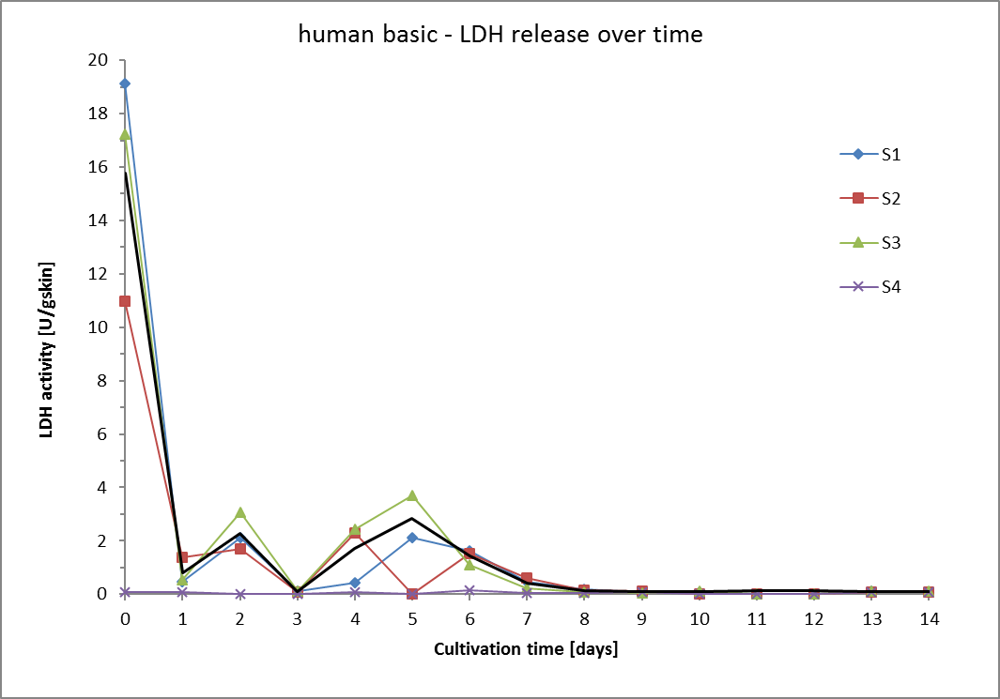 human basic - LDH release over time
20
18
16
14
12
10
8
6
4
2
0
LDH activity [U/gskin]
S1
S2
S3
S4
0 1 2 3 4 5 6 7 8 9 10 11 12 13 14
Cultivation time [days]